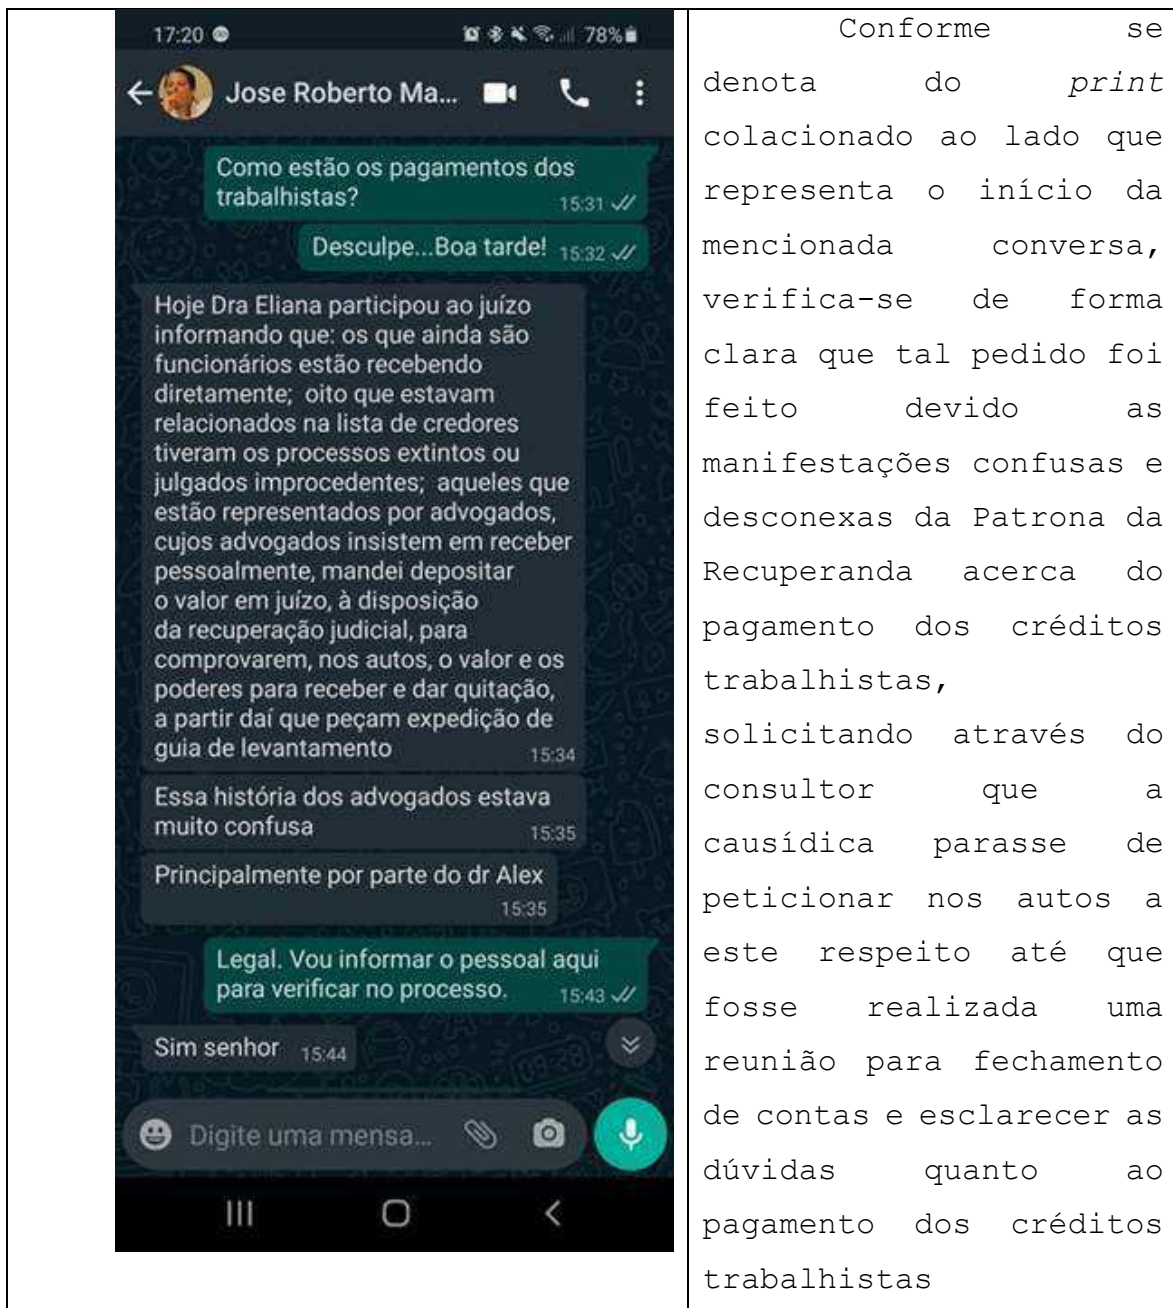 17:20
78%
Jose Roberto Ma...
Como estão os pagamentos dos
trabalhistas?
15:31
Desculpe...Boa tarde! 15:32
Hoje Dra Eliana participou ao juízo
informando que: os que ainda são
funcionários estão recebendo
diretamente; oito que estavam
relacionados na lista de credores
tiveram os processos extintos ou
julgados improcedentes; aqueles que
estão representados por advogados,
cujos advogados insistem em receber
pessoalmente, mandei depositar
o valor em juízo, à disposição
da recuperação judicial, para
comprovarem, nos autos, o valor e os
poderes para receber e dar quitação,
a partir daí que peçam expedição de
guia de levantamento
15:34
Essa história dos advogados estava
muito confusa
15:35
Principalmente por parte do dr Alex
15:35
Legal. Vou informar o pessoal aqui
para verificar no processo.
15:43
Sim senhor 15:44
Digite uma mensa...
Conforme se
denota do print
colacionado ao lado que
representa o início da
mencionada conversa,
verifica-se de forma
clara que tal pedido foi
feito devido as
manifestações confusas e
desconexas da Patrona da
Recuperanda acerca do
pagamento dos créditos
trabalhistas,
solicitando através do
consultor que a
causídica parasse de
peticionar nos autos a
este respeito até que
fosse realizada uma
reunião para fechamento
de contas e esclarecer as
dúvidas quanto ao
pagamento dos créditos
trabalhistas